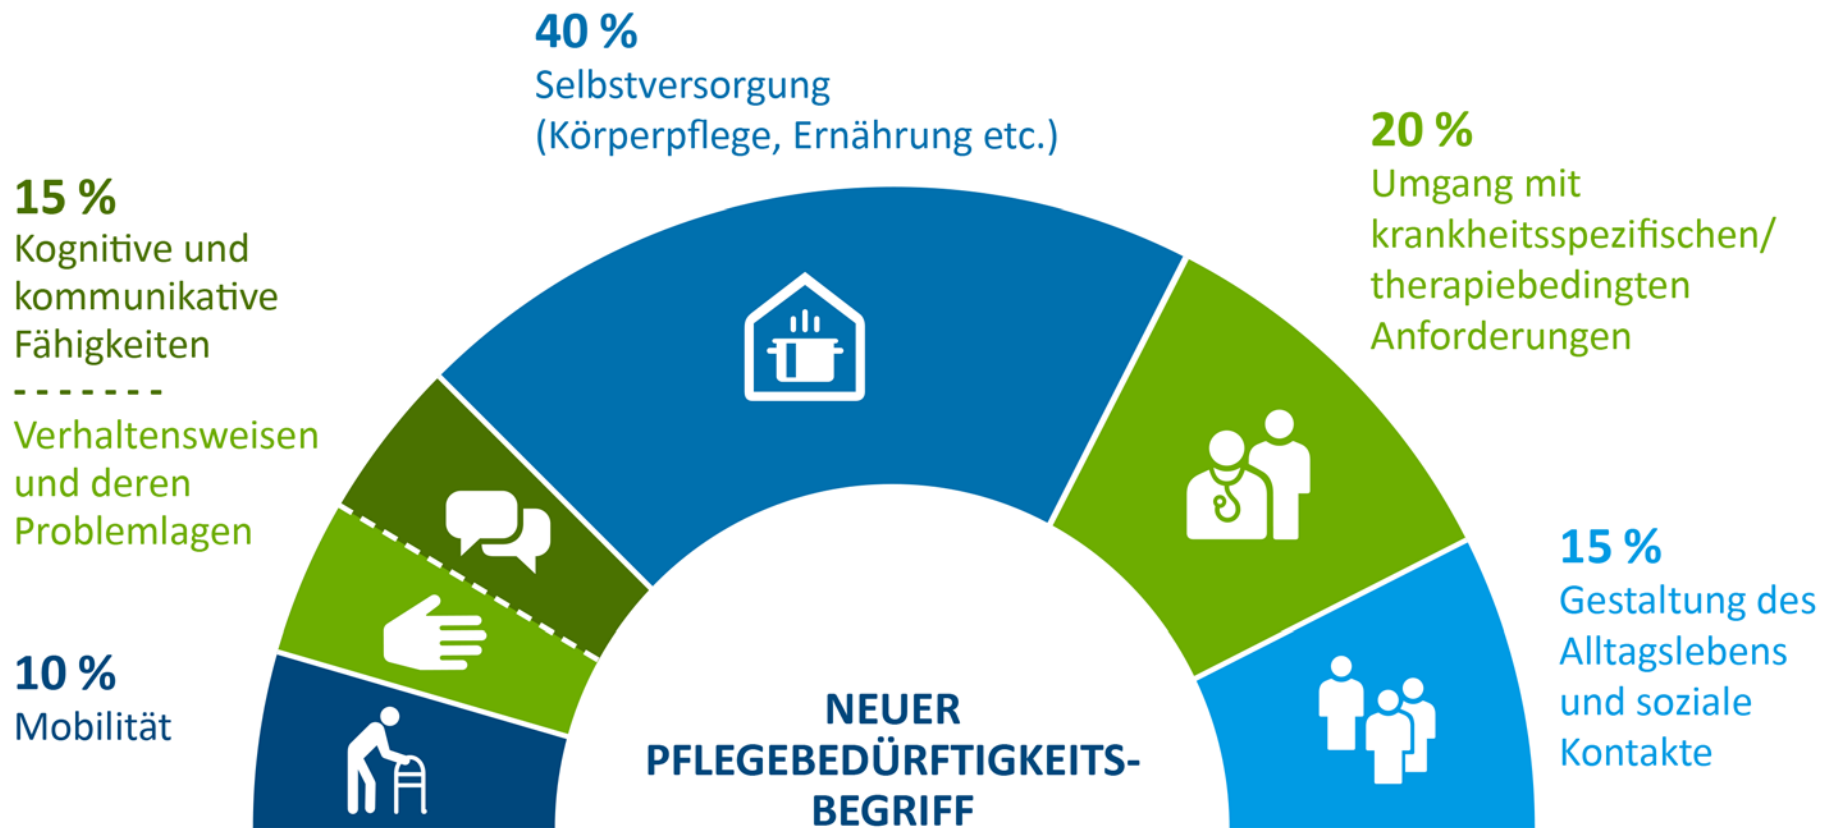 40 %
Selbstversorgung
(Körperpflege, Ernährung etc.)
20 %
Umgang mit
krankheitsspezifischen/
therapiebedingten
Anforderungen
15 %
Kognitive und
kommunikative
Fähigkeiten
-------
Verhaltensweisen
und deren
Problemlagen
15 %
Gestaltung des
Alltagslebens
und soziale
Kontakte
10 %
Mobilität
NEUER
PFLEGEBEDÜRFTIGKEITS-
BEGRIFF